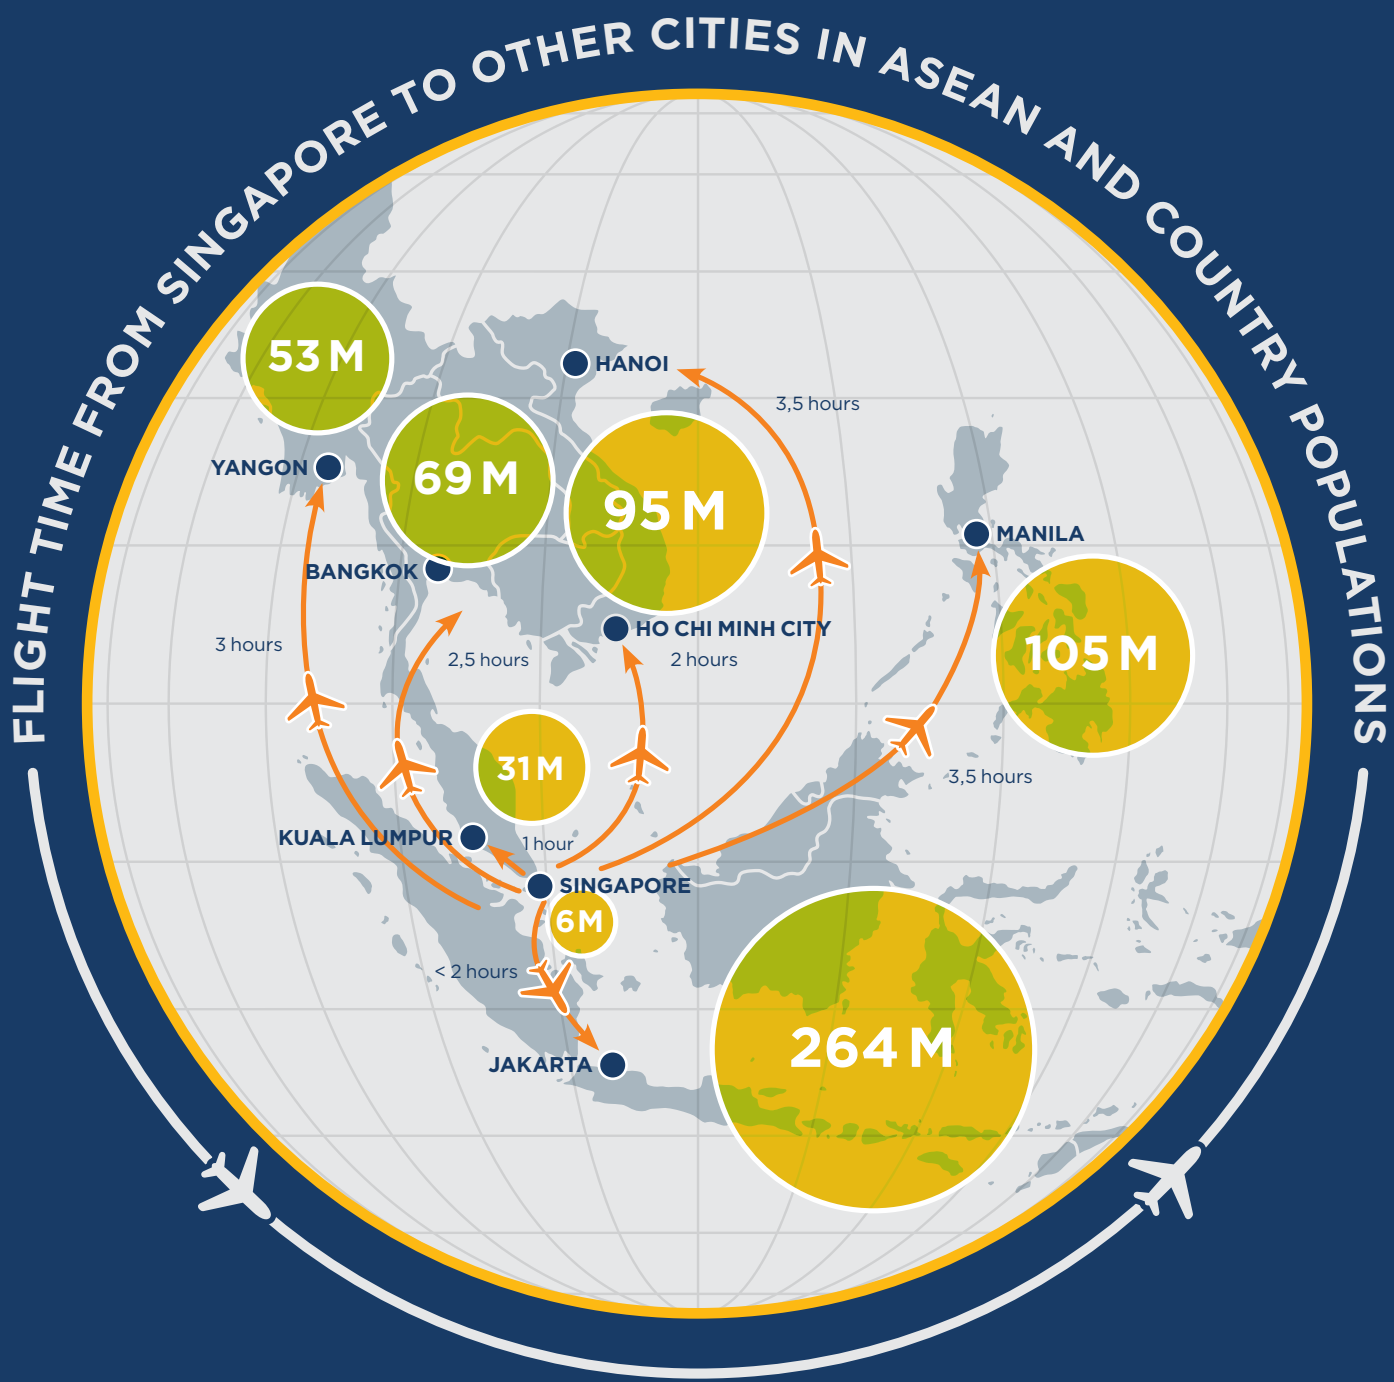 FLIGHT TIME FROM SINGAPORE TO OTHER CITIES IN ASEAN AND COUNTRY POPULATIONS
53 M
HANOI
3,5 hours
YANGON
69 M
95 M
MANILA
BANGKOK
HO CHI MINH CITY
3 hours
2,5 hours
2 hours
105 M
31 M
3,5 hours
KUALA LUMPUR
1 hour
SINGAPORE
6 M
< 2 hours
264 M
JAKARTA